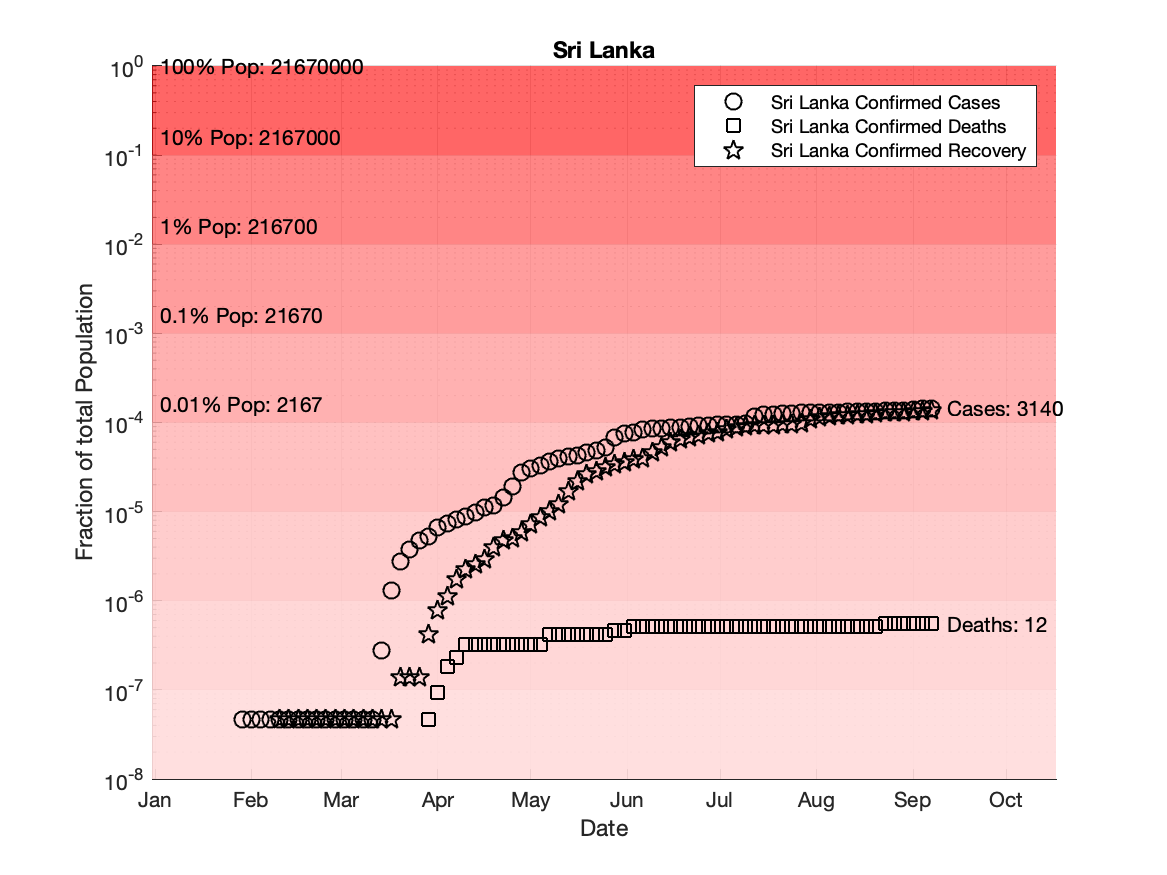 Sri Lanka
10^0
100% Pop: 21670000
Sri Lanka Confirmed Cases
Sri Lanka Confirmed Deaths
Sri Lanka Confirmed Recovery
10% Pop: 2167000
10^-1
1% Pop: 216700
10^-2
0.1% Pop: 21670
10^-3
0.01% Pop: 2167
10^-4
Cases: 3140
10^-5
10^-6
Deaths: 12
10^-7
10^-8
Fraction of total Population
Jan Feb Mar Apr May Jun Jul Aug Sep Oct
Date